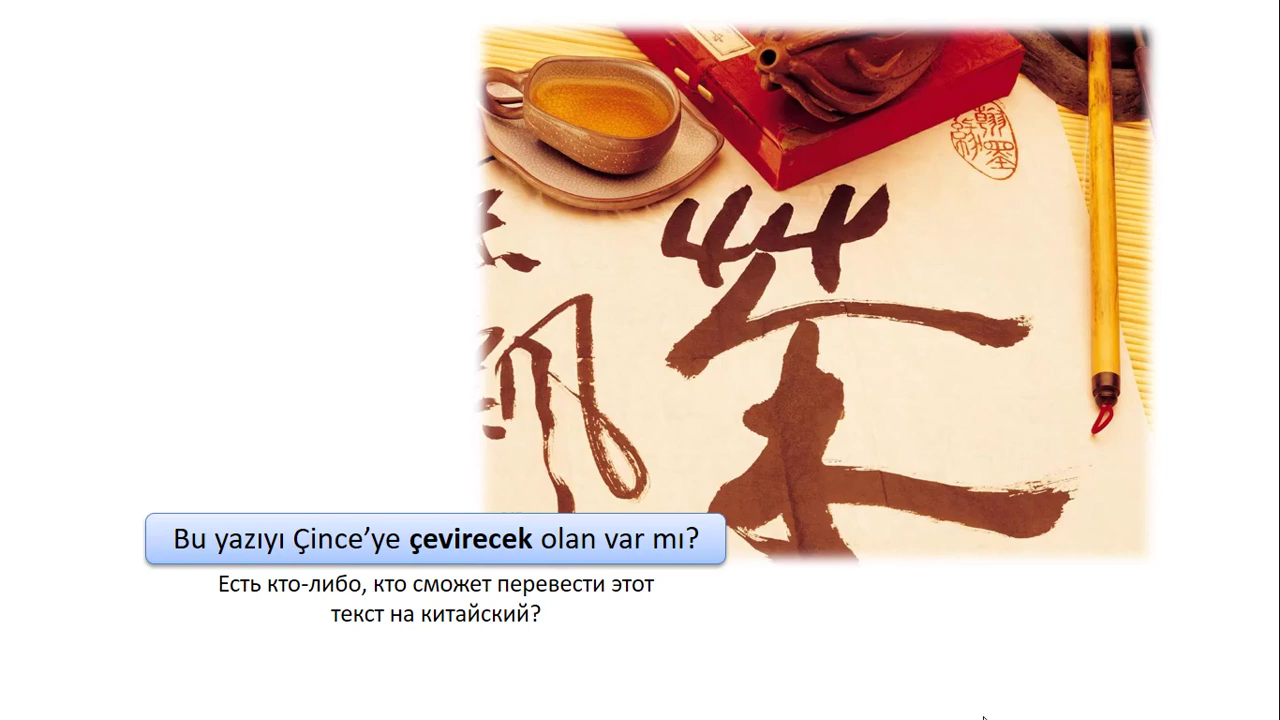 茶
Bu yazıyı Çince’ye çevirecek olan var mı?
Есть кто-либо, кто сможет перевести этот
текст на китайский?